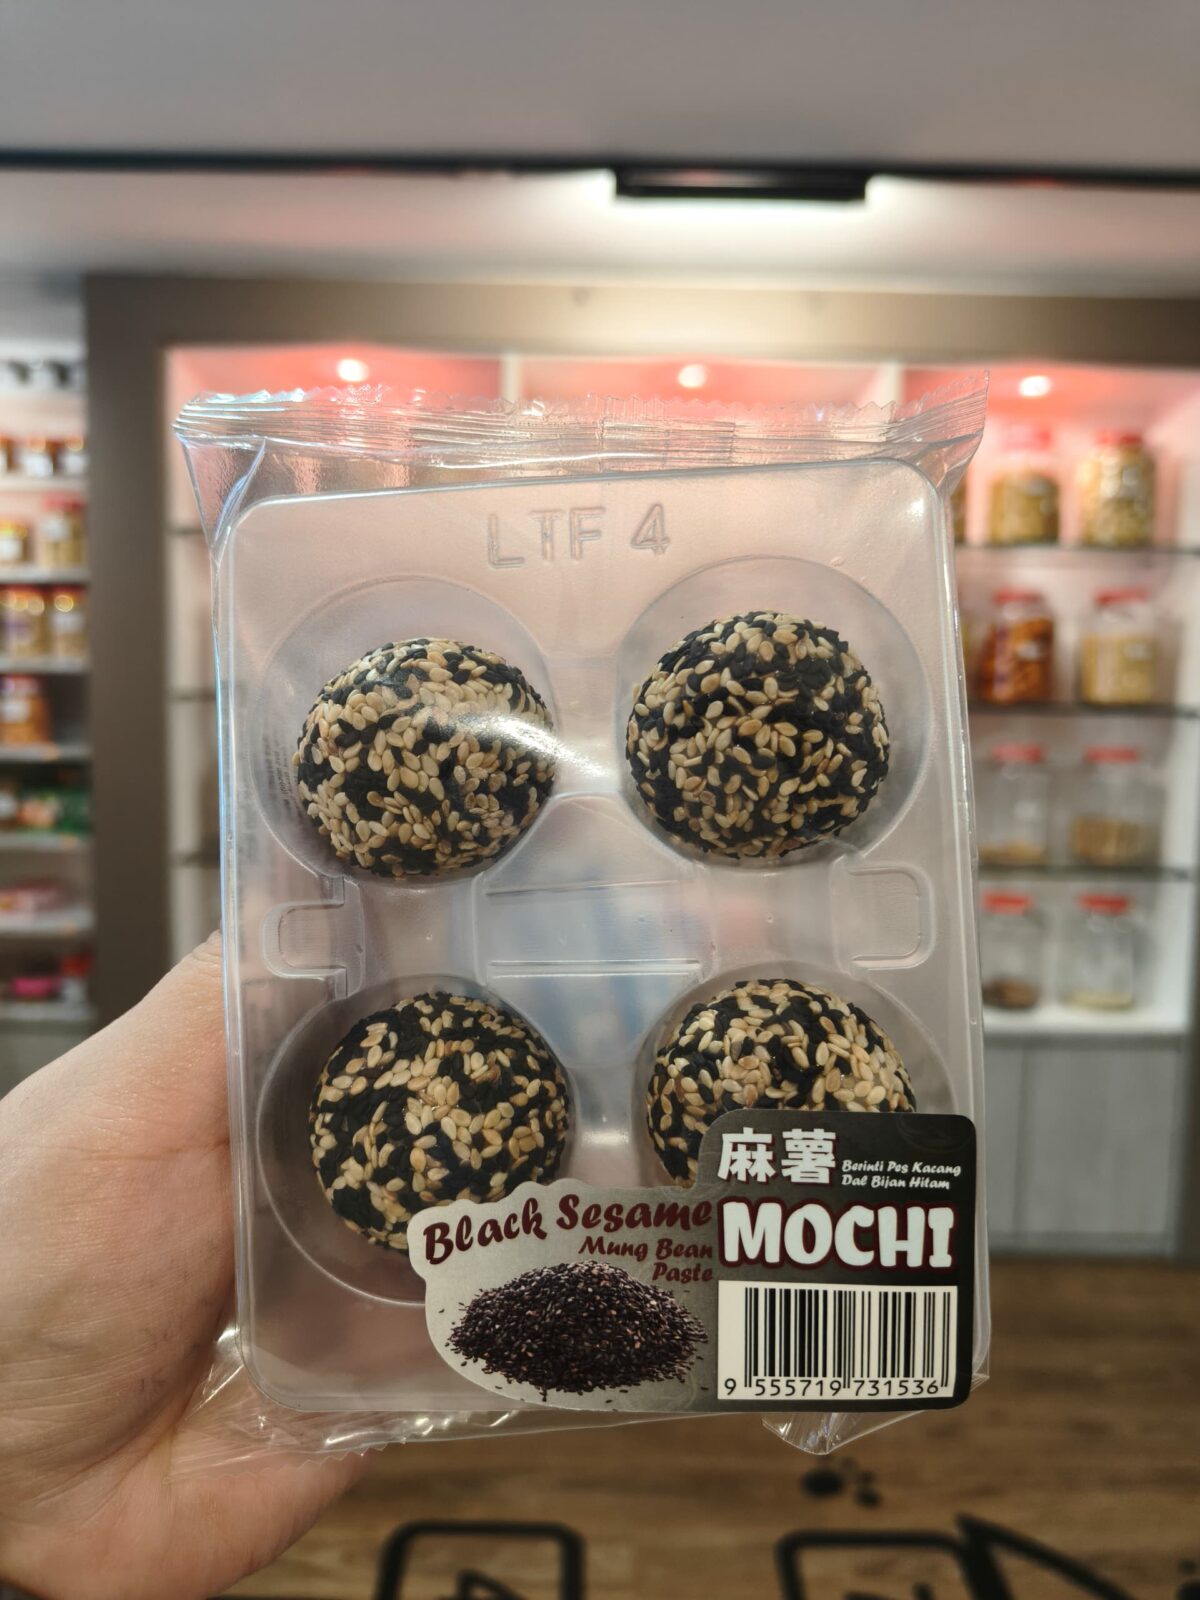 LTF 4
麻薯
Berinti Pes Kacang
Dal Bijan Hitam
Black Sesame
Mung Bean
Paste
MOCHI
9 555719 731536